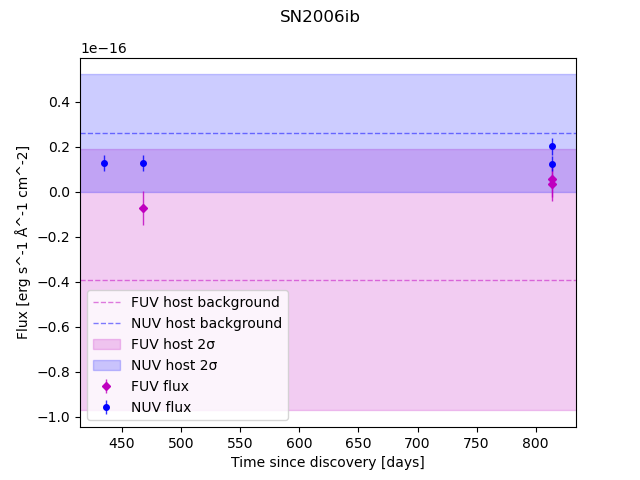 SN2006ib
1e−16
0.4
0.2
0.0
−0.2
−0.4
−0.6
−0.8
−1.0
Flux [erg s^-1 Å^-1 cm^-2]
FUV host background
NUV host background
FUV host 2σ
NUV host 2σ
FUV flux
NUV flux
450 500 550 600 650 700 750 800
Time since discovery [days]